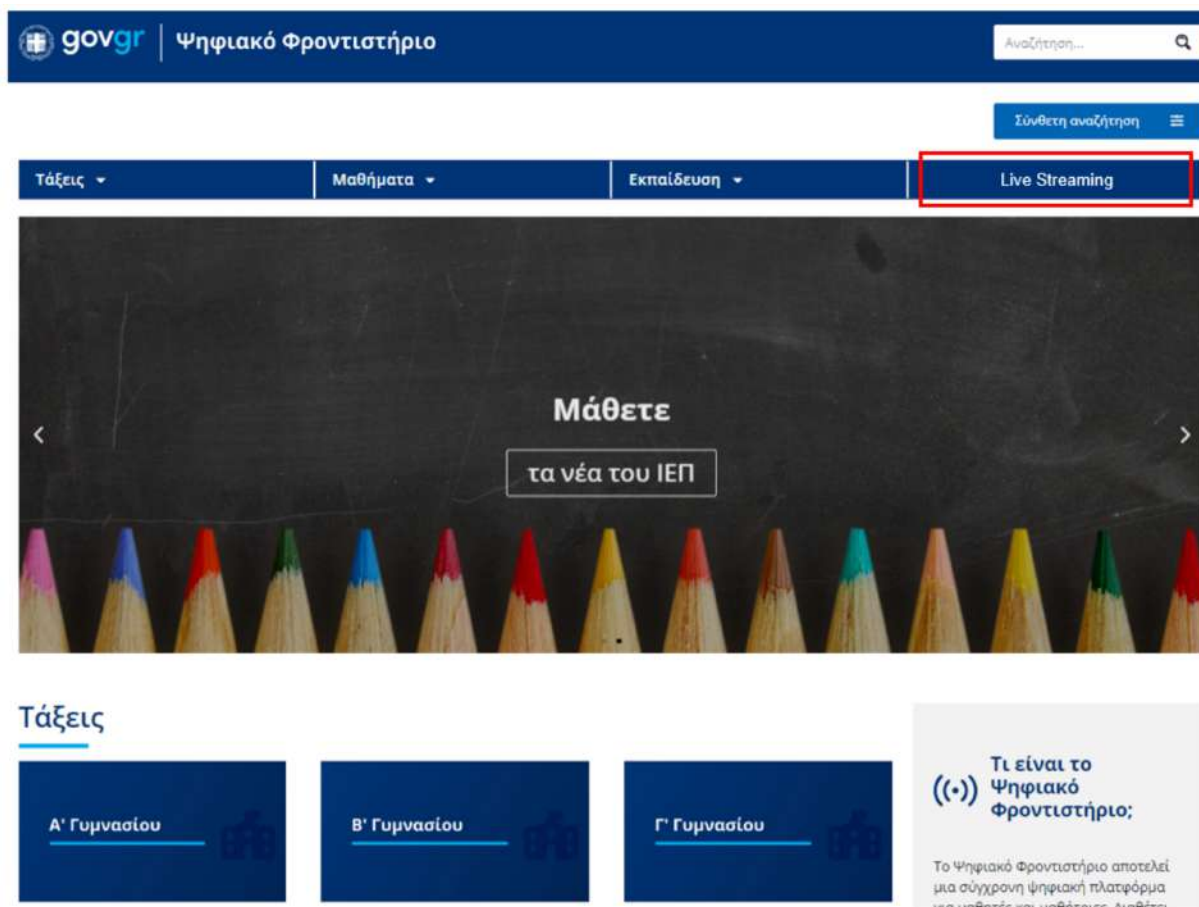 govgr Ψηφιακό Φροντιστήριο
Αναζήτηση...
Σύνθετη αναζήτηση
Τάξεις Μαθήματα Εκπαίδευση Live Streaming
Μάθετε
τα νέα του ΙΕΠ
Τάξεις
Α' Γυμνασίου
Β' Γυμνασίου
Γ' Γυμνασίου
Τι είναι το
Ψηφιακό
Φροντιστήριο;
Το Ψηφιακό Φροντιστήριο αποτελεί
μια σύγχρονη ψηφιακή πλατφόρμα